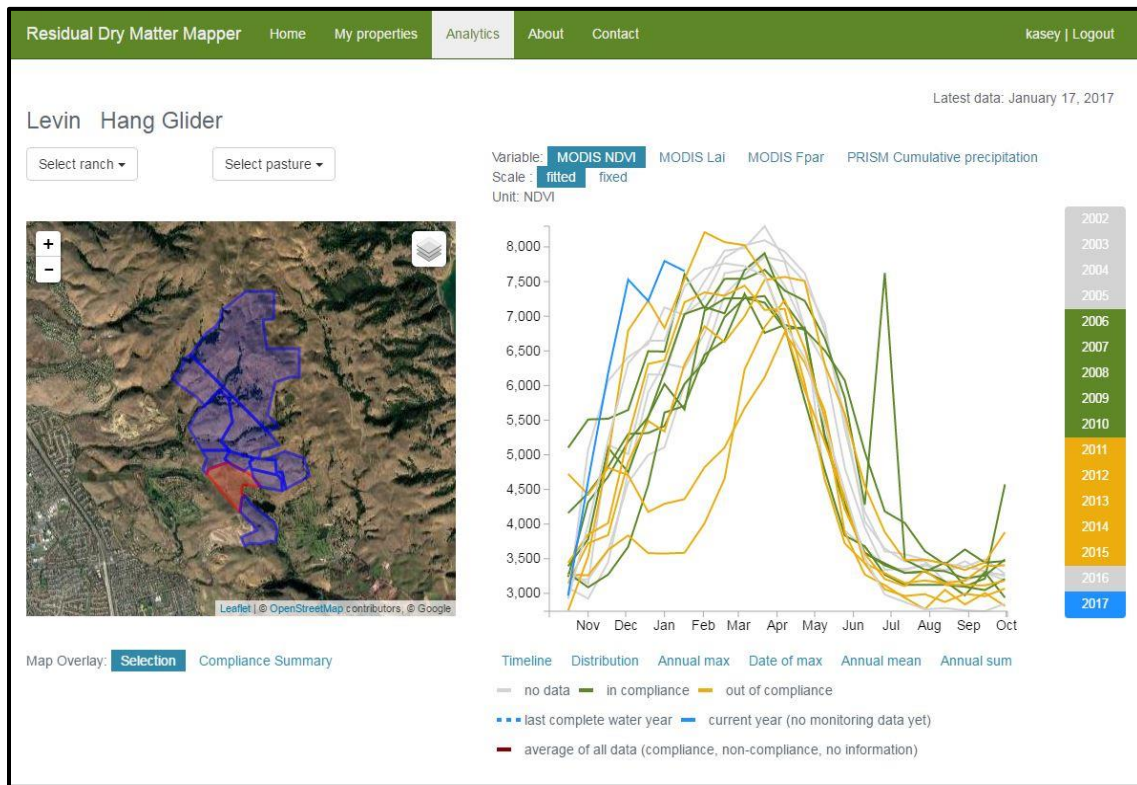 Residual Dry Matter Mapper Home My properties Analytics About Contact kasey | Logout
Latest data: January 17, 2017
Levin Hang Glider
Select ranch Select pasture
Variable: MODIS NDVI MODIS Lai MODIS Fpar PRISM Cumulative precipitation
Scale : fitted fixed
Unit: NDVI
+
-
8,000
7,500
7,000
6,500
6,000
5,500
5,000
4,500
4,000
3,500
3,000
Nov Dec Jan Feb Mar Apr May Jun Jul Aug Sep Oct
2002
2003
2004
2005
2006
2007
2008
2009
2010
2011
2012
2013
2014
2015
2016
2017
Leaflet | © OpenStreetMap contributors, © Google
Map Overlay: Selection Compliance Summary
Timeline Distribution Annual max Date of max Annual mean Annual sum
no data in compliance out of compliance
last complete water year current year (no monitoring data yet)
average of all data (compliance, non-compliance, no information)